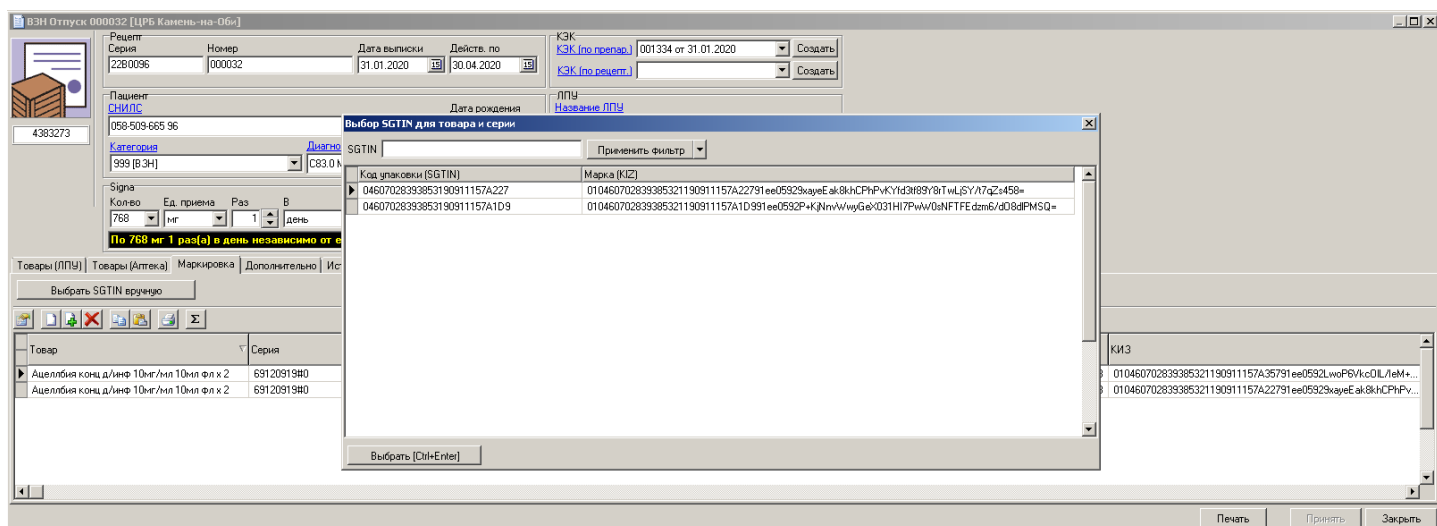 ВЗН Отпуск 000032 [ЦРБ Камень-на-Оби]
Рецепт
Серия Номер Дата выписки Действ. по
22В0096 000032 31.01.2020 15 30.04.2020 15
КЭК
КЭК (по препар.) 001334 от 31.01.2020 Создать
КЭК (по рецепт.) Создать
4383273
Пациент
СНИЛС Дата рождения
058-509-665 96
Категория Диагно
999 [ВЗН] C83.0 М
ЛПУ
Название ЛПУ
Signa
Кол-во Ед. приема Раз В
768 мг 1 день
По 768 мг 1 раз(а) в день независимо от е
Товары (ЛПУ) Товары (Аптека) Маркировка Дополнительно Ис
Выбрать SGTIN вручную
Выбор SGTIN для товара и серии
SGTIN Применить фильтр
Код упаковки (SGTIN) Марка (KIZ)
04607028393853190911157A227 010460702839385321190911157A22791ee05929xayeEak8khCPhPvKYfd3tf89Y8rTwLjSY/t7qZs458=
04607028393853190911157A1D9 010460702839385321190911157A1D991ee0592P+KjNnvVwyGeX031HI7PwW0sNFTFEdzm6/dO8dlPMSQ=
Выбрать [Ctrl+Enter]
Товар Серия КИЗ
Ацеллбия конц д/инф 10мг/мл 10мл фл x 2 69120919#0 010460702839385321190911157A35791ee0592LwoP6VkcOIL/IeM+...
Ацеллбия конц д/инф 10мг/мл 10мл фл x 2 69120919#0 010460702839385321190911157A22791ee05929xayeEak8khCPhPv...
Печать Принять Закрыть